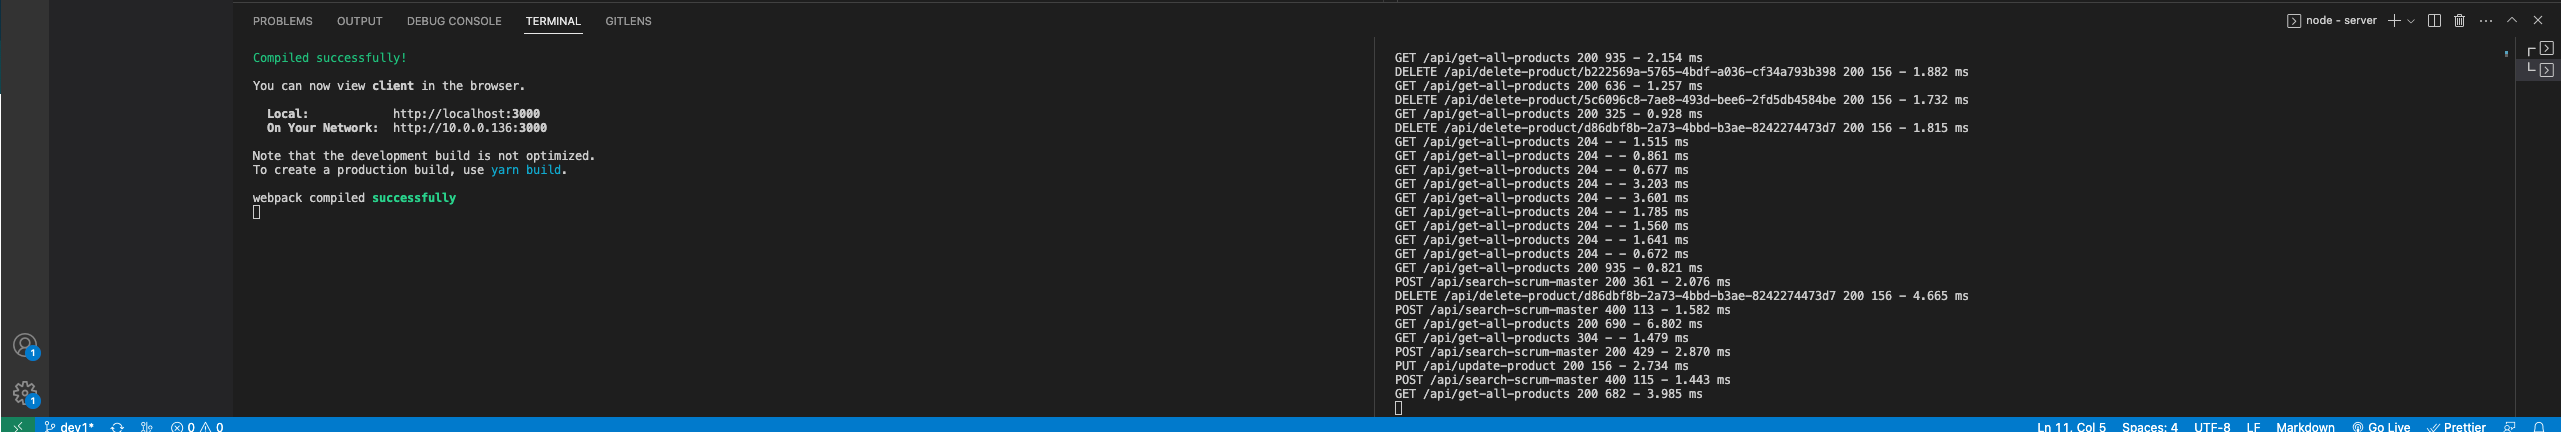 PROBLEMS OUTPUT DEBUG CONSOLE TERMINAL GITLENS
node - server
Compiled successfully!
You can now view client in the browser.
Local: http://localhost:3000
On Your Network: http://10.0.0.136:3000
Note that the development build is not optimized.
To create a production build, use yarn build.
webpack compiled successfully
GET /api/get-all-products 200 935 - 2.154 ms
DELETE /api/delete-product/b222569a-5765-4bdf-a036-cf34a793b398 200 156 - 1.882 ms
GET /api/get-all-products 200 636 - 1.257 ms
DELETE /api/delete-product/5c6096c8-7ae8-493d-bee6-2fd5db4584be 200 156 - 1.732 ms
GET /api/get-all-products 200 325 - 0.928 ms
DELETE /api/delete-product/d86dbf8b-2a73-4bbd-b3ae-8242274473d7 200 156 - 1.815 ms
GET /api/get-all-products 204 - - 1.515 ms
GET /api/get-all-products 204 - - 0.861 ms
GET /api/get-all-products 204 - - 0.677 ms
GET /api/get-all-products 204 - - 3.203 ms
GET /api/get-all-products 204 - - 3.601 ms
GET /api/get-all-products 204 - - 1.785 ms
GET /api/get-all-products 204 - - 1.560 ms
GET /api/get-all-products 204 - - 1.641 ms
GET /api/get-all-products 204 - - 0.672 ms
GET /api/get-all-products 200 935 - 0.821 ms
POST /api/search-scrum-master 200 361 - 2.076 ms
DELETE /api/delete-product/d86dbf8b-2a73-4bbd-b3ae-8242274473d7 200 156 - 4.665 ms
POST /api/search-scrum-master 400 113 - 1.582 ms
GET /api/get-all-products 200 690 - 6.802 ms
GET /api/get-all-products 304 - - 1.479 ms
POST /api/search-scrum-master 200 429 - 2.870 ms
PUT /api/update-product 200 156 - 2.734 ms
POST /api/search-scrum-master 400 115 - 1.443 ms
GET /api/get-all-products 200 682 - 3.985 ms
1
1
dev1* 0 0 Ln 11, Col 5 Spaces: 4 UTF-8 LF Markdown Go Live Prettier